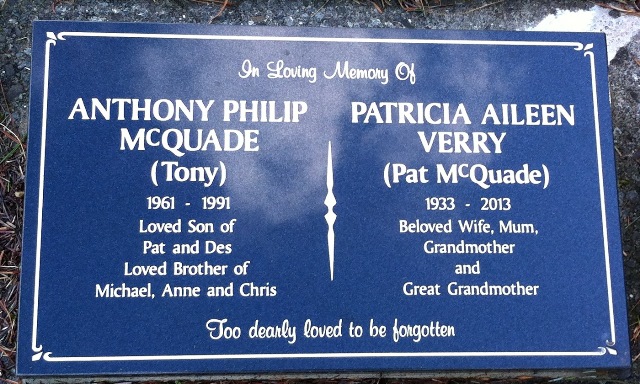 In Loving Memory Of
ANTHONY PHILIP
McQUADE
(Tony)
1961 - 1991
Loved Son of
Pat and Des
Loved Brother of
Michael, Anne and Chris
PATRICIA AILEEN
VERRY
(Pat McQuade)
1933 - 2013
Beloved Wife, Mum,
Grandmother
and
Great Grandmother
Too dearly loved to be forgotten